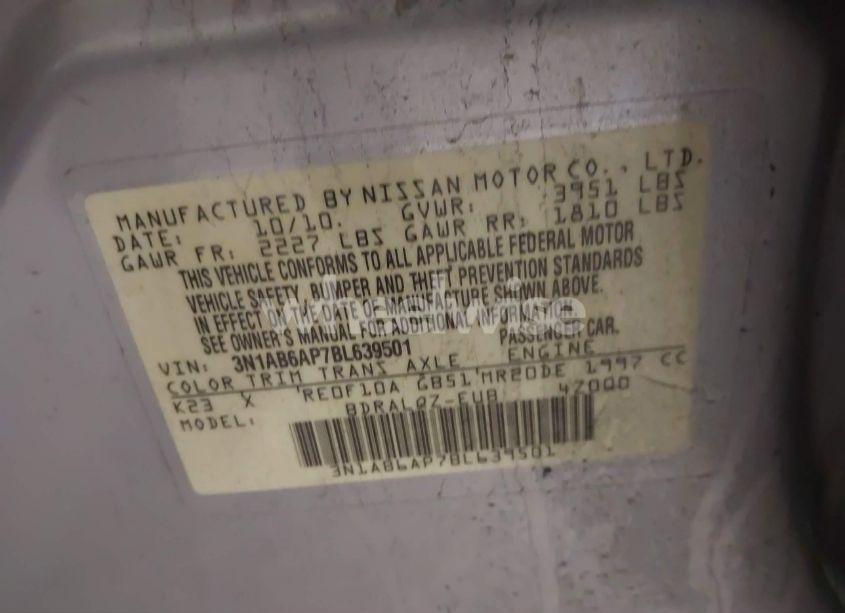 MANUFACTURED BY NISSAN MOTOR CO., LTD.
DATE: 10/10. GVWR: 3951 LBS
GAWR FR: 2227 LBS GAWR RR: 1810 LBS
THIS VEHICLE CONFORMS TO ALL APPLICABLE FEDERAL MOTOR
VEHICLE SAFETY, BUMPER AND THEFT PREVENTION STANDARDS
IN EFFECT ON THE DATE OF MANUFACTURE SHOWN ABOVE.
SEE OWNER'S MANUAL FOR ADDITIONAL INFORMATION.
wheelwise
VIN: 3N1AB6AP7BL639501 PASSENGER CAR.
COLOR TRIM TRANS AXLE ENGINE
K23 X RE0F10A GB51 MR20DE 1997 CC
MODEL: BDRALQZ-EUB 4Z000
3N1AB6AP7BL639501